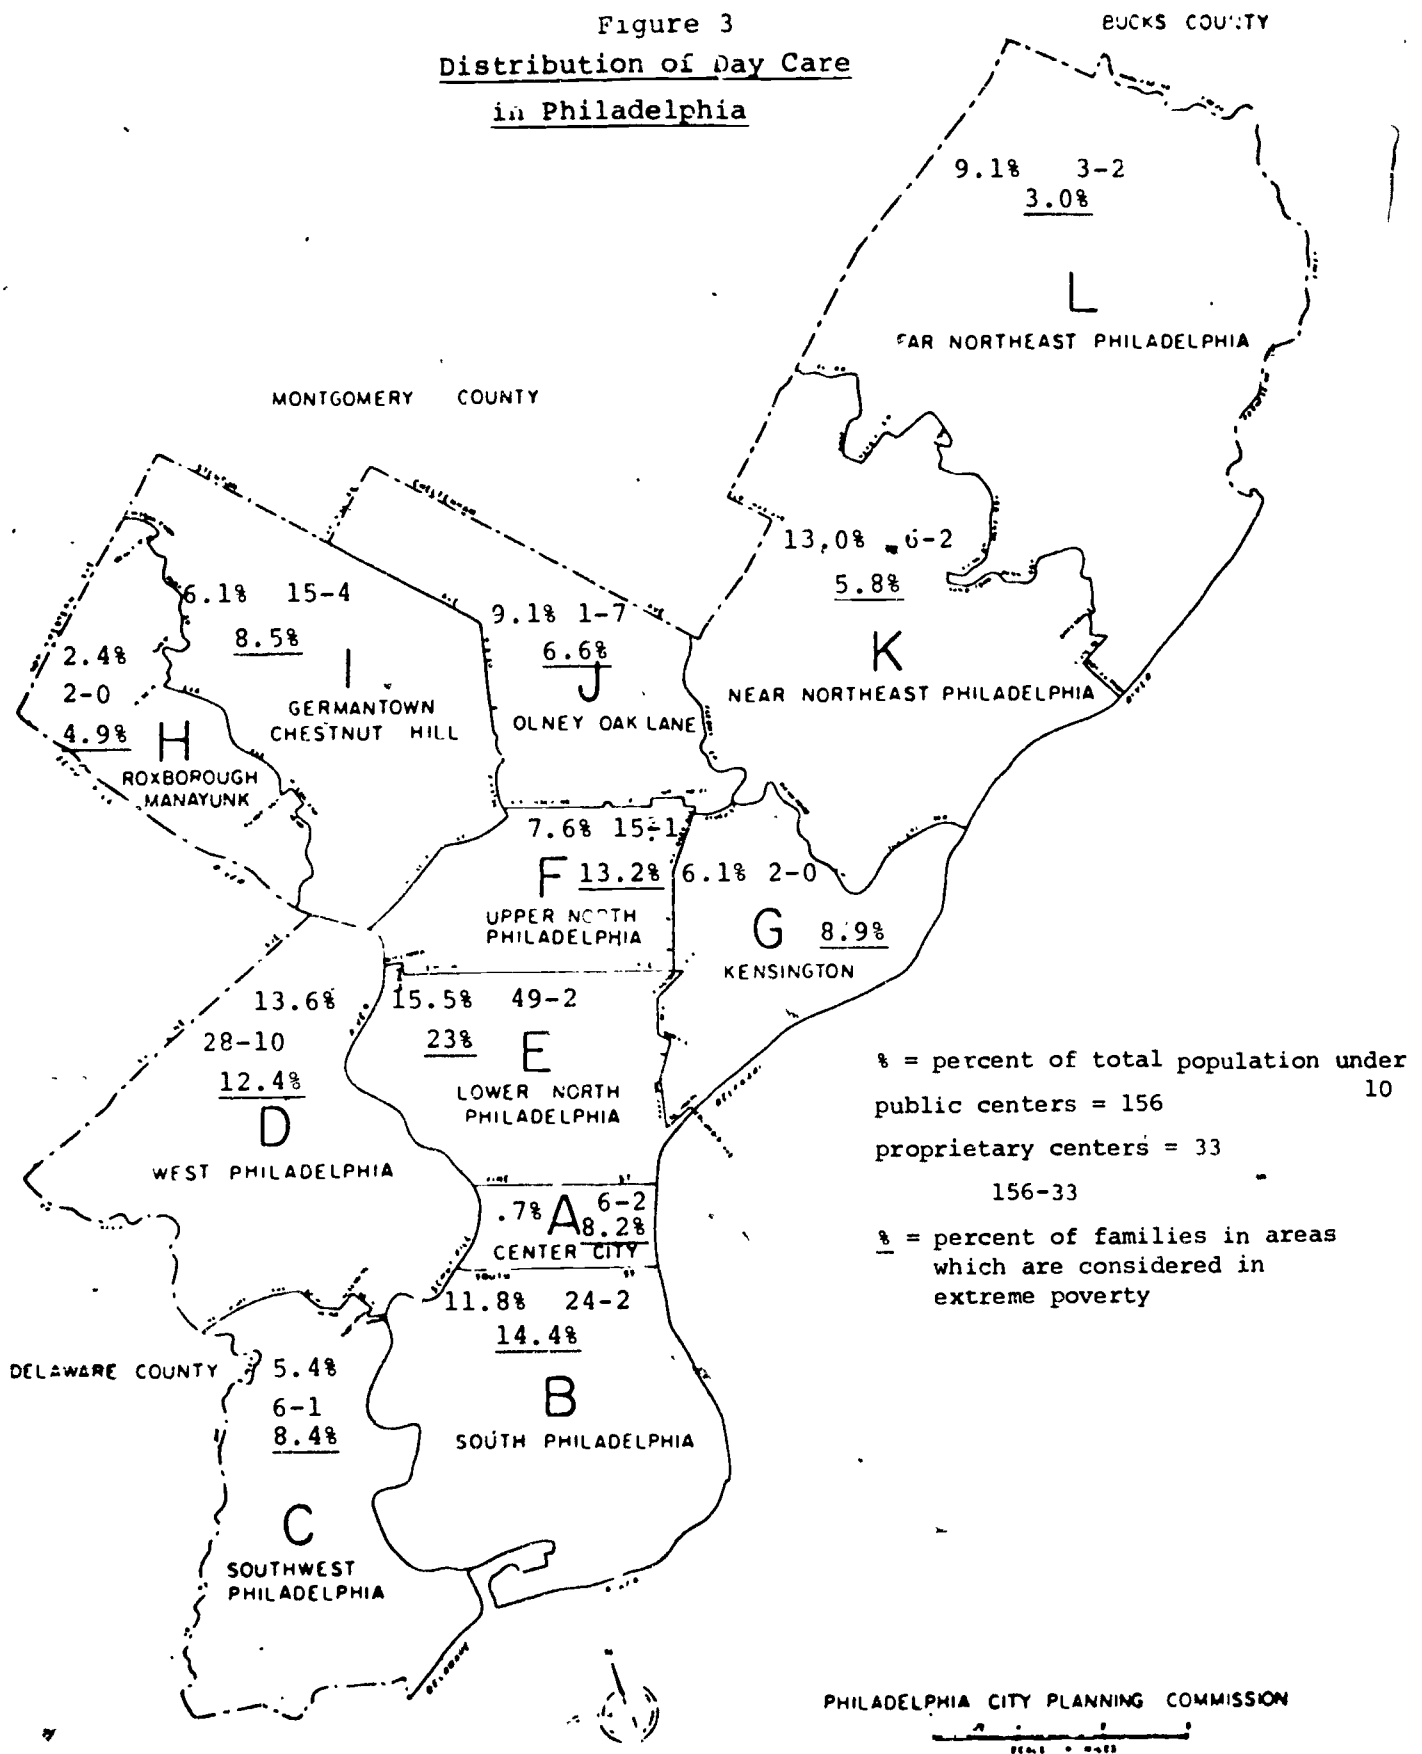 Figure 3
Distribution of Day Care
in Philadelphia
BUCKS COUNTY
9.1% 3-2
3.0%
L
FAR NORTHEAST PHILADELPHIA
MONTGOMERY COUNTY
13.0% 6-2
5.8%
K
NEAR NORTHEAST PHILADELPHIA
6.1% 15-4
8.5%
I
GERMANTOWN
CHESTNUT HILL
9.1% 1-7
6.6%
J
OLNEY OAK LANE
2.4%
2-0
4.9%
H
ROXBOROUGH
MANAYUNK
7.6% 15-1
F 13.2%
UPPER NORTH
PHILADELPHIA
6.1% 2-0
G 8.9%
KENSINGTON
13.6%
28-10
12.4%
D
WEST PHILADELPHIA
15.5% 49-2
23%
E
LOWER NORTH
PHILADELPHIA
% = percent of total population under
10
public centers = 156
proprietary centers = 33
156-33
% = percent of families in areas
which are considered in
extreme poverty
.7% A 6-2
8.2%
CENTER CITY
SOUTH ST
11.8% 24-2
14.4%
B
SOUTH PHILADELPHIA
DELAWARE COUNTY
5.4%
6-1
8.4%
C
SOUTHWEST
PHILADELPHIA
DELAWARE
PHILADELPHIA CITY PLANNING COMMISSION